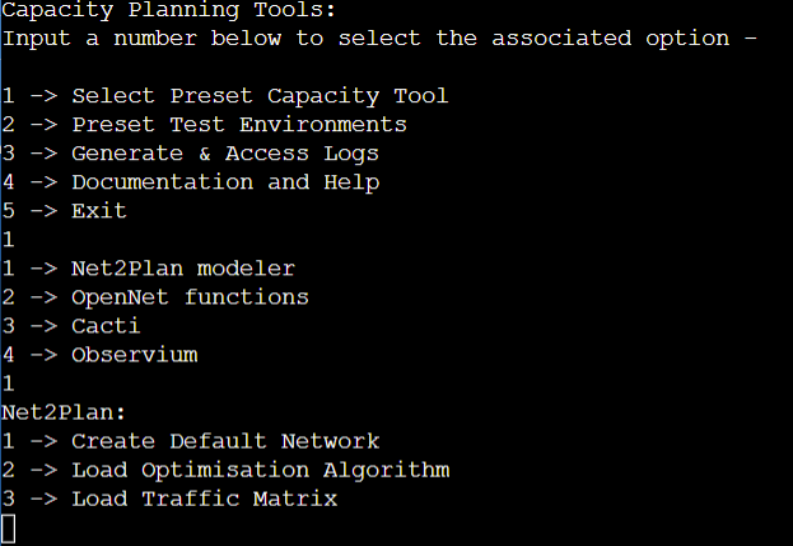 Capacity Planning Tools:
Input a number below to select the associated option –
1 -> Select Preset Capacity Tool
2 -> Preset Test Environments
3 -> Generate & Access Logs
4 -> Documentation and Help
5 -> Exit
1
1 -> Net2Plan modeler
2 -> OpenNet functions
3 -> Cacti
4 -> Observium
1
Net2Plan:
1 -> Create Default Network
2 -> Load Optimisation Algorithm
3 -> Load Traffic Matrix